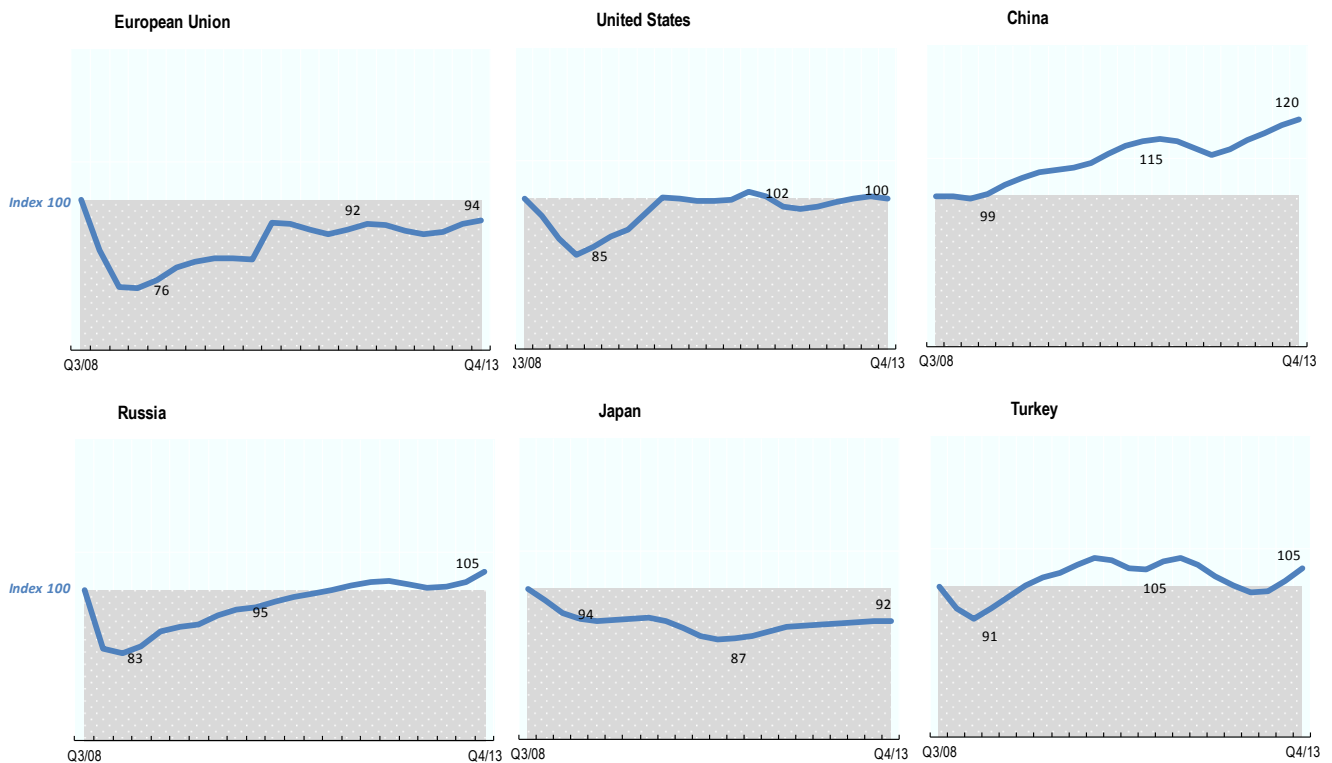 European Union
United States
China
Index 100
76
92
94
85
102
100
99
115
120
Q3/08
Q4/13
Q3/08
Q4/13
Q3/08
Q4/13
Russia
Japan
Turkey
Index 100
83
95
105
94
87
92
91
105
105
Q3/08
Q4/13
Q3/08
Q4/13
Q3/08
Q4/13